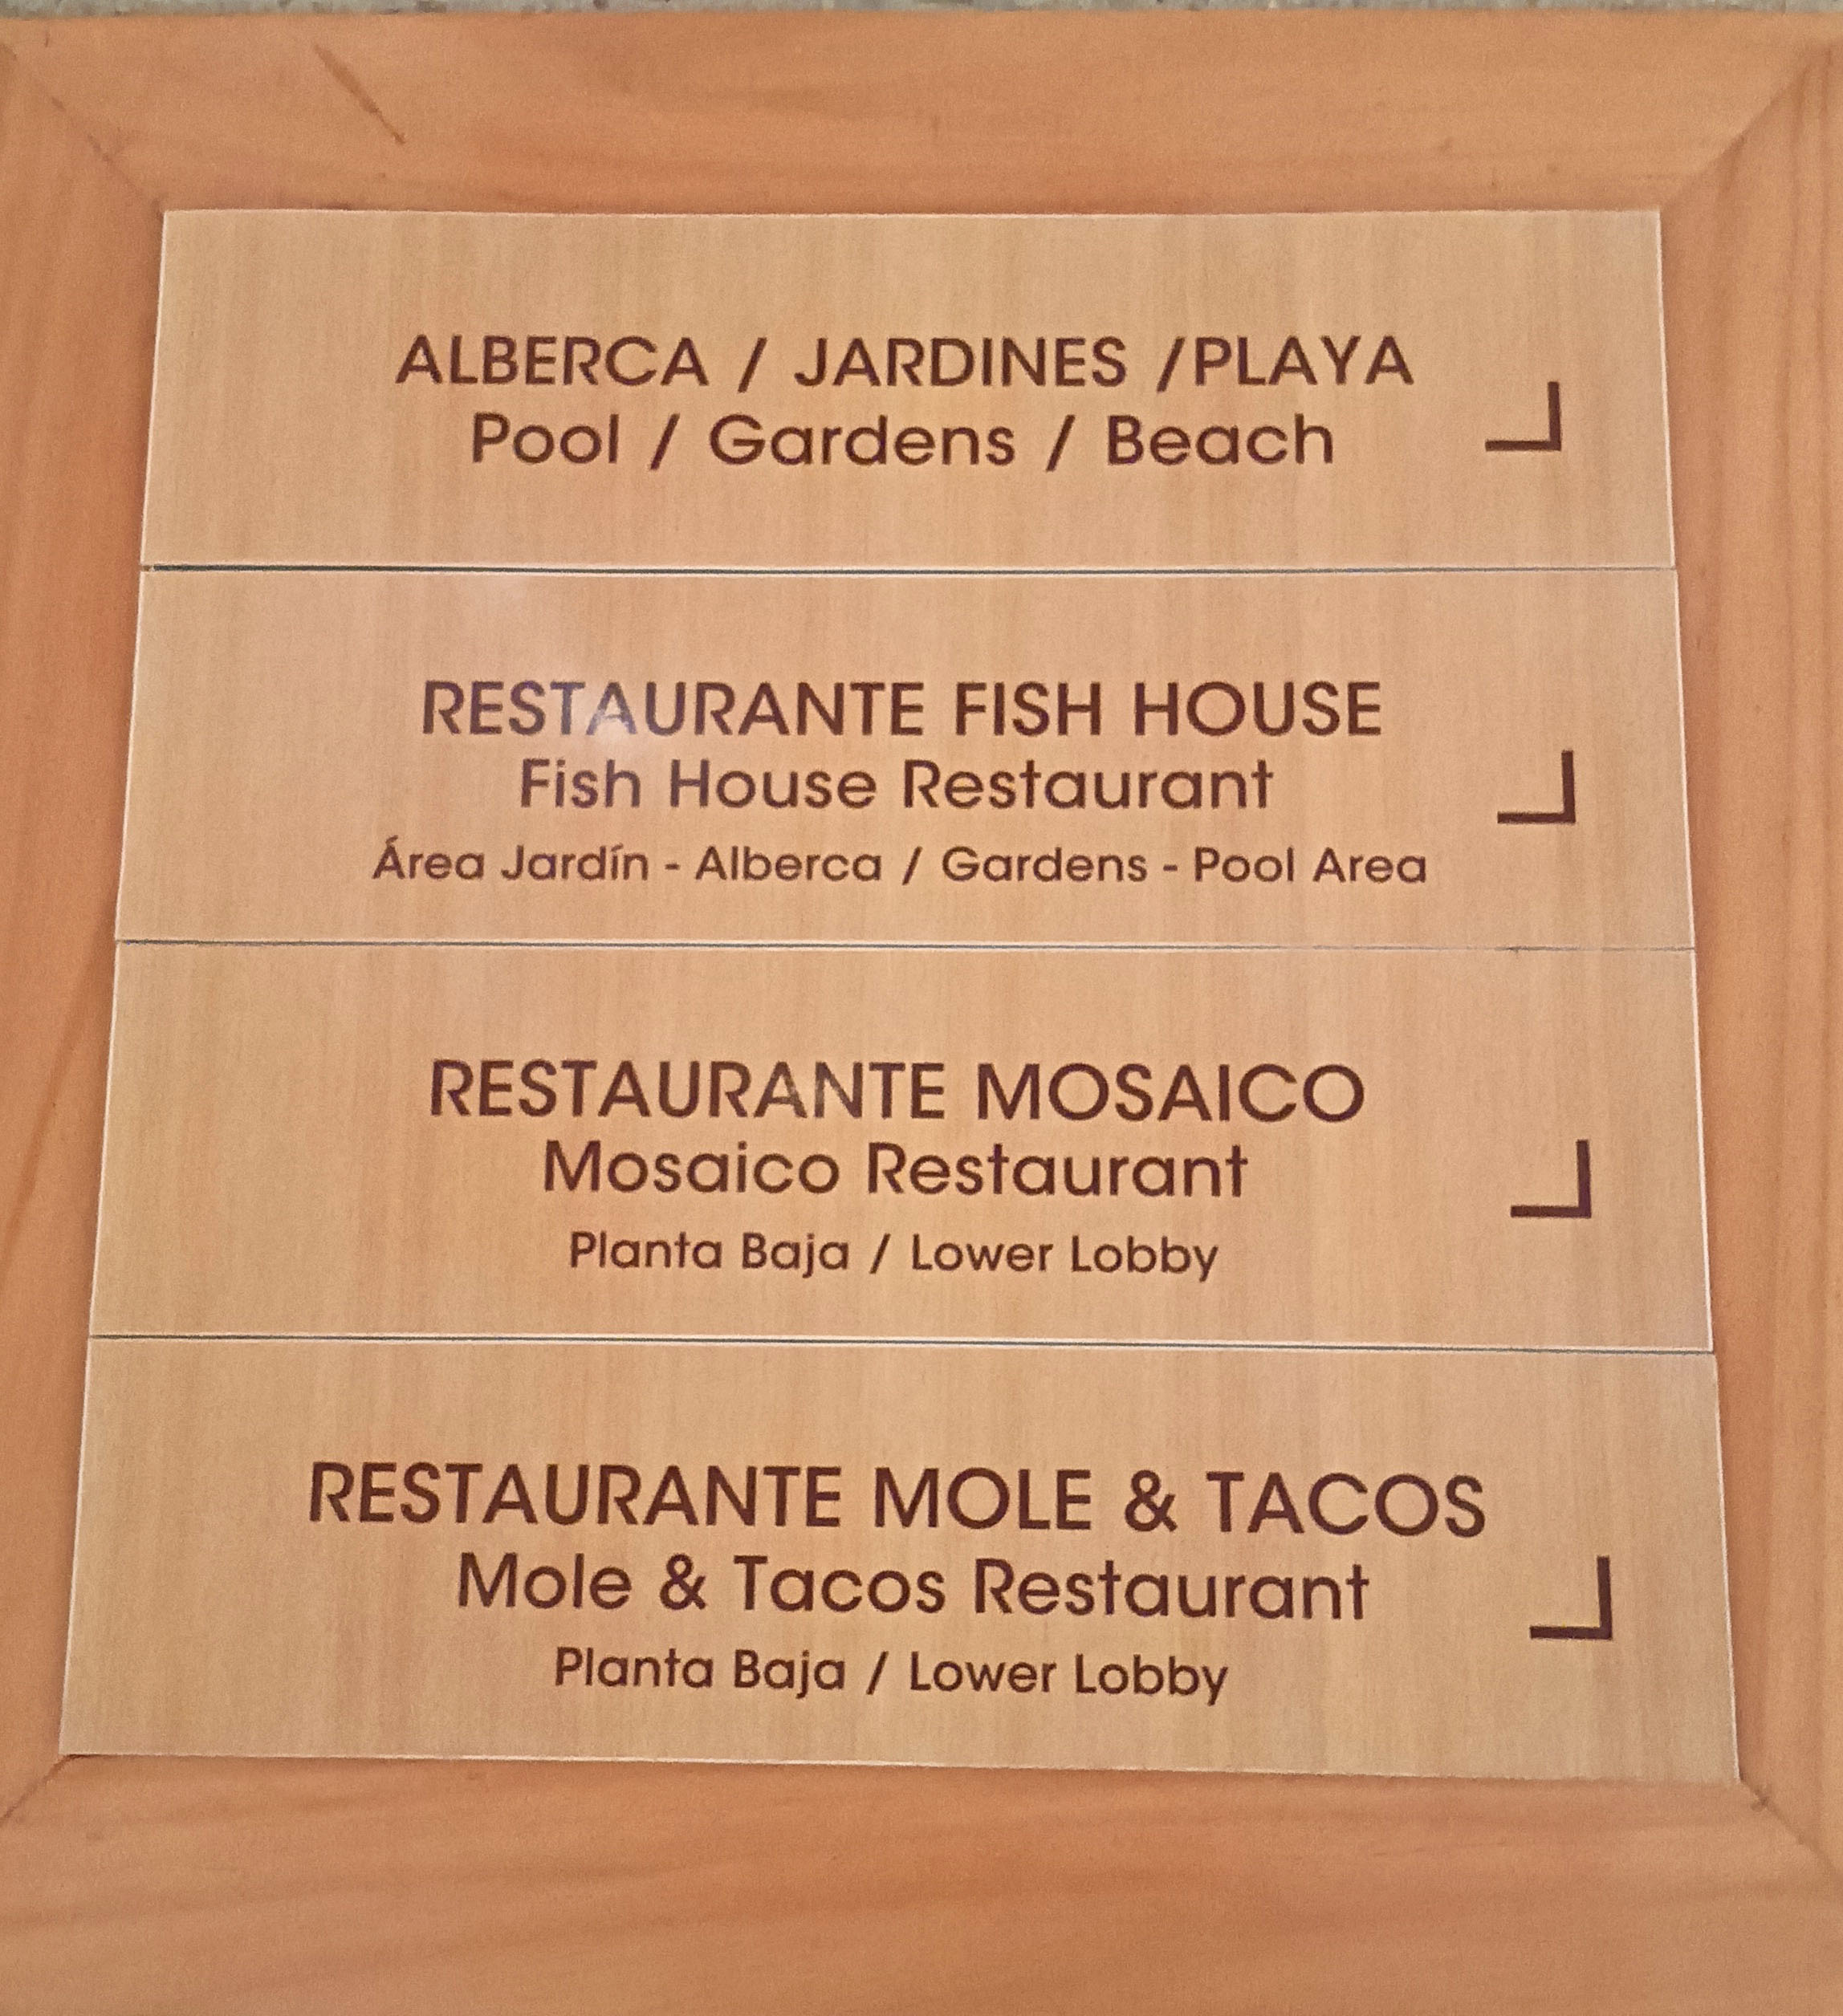 ALBERCA / JARDINES /PLAYA
Pool / Gardens / Beach
RESTAURANTE FISH HOUSE
Fish House Restaurant
Área Jardín - Alberca / Gardens - Pool Area
RESTAURANTE MOSAICO
Mosaico Restaurant
Planta Baja / Lower Lobby
RESTAURANTE MOLE & TACOS
Mole & Tacos Restaurant
Planta Baja / Lower Lobby